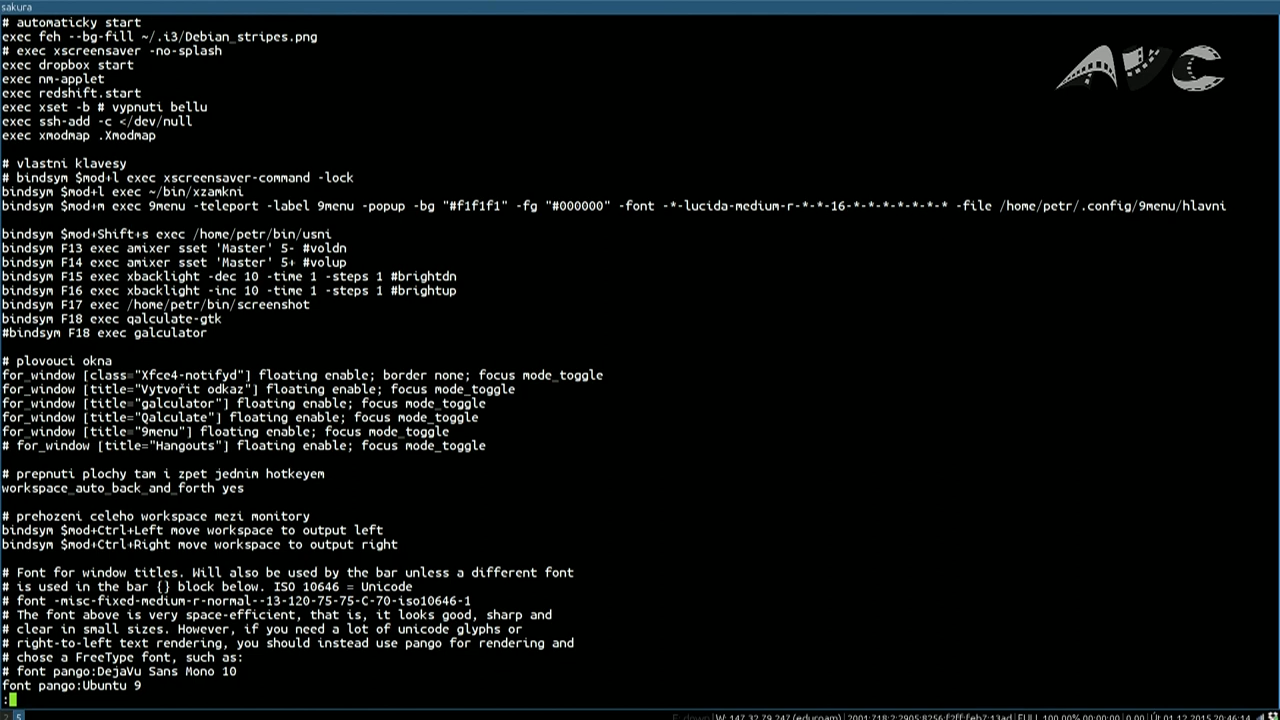 sakura
# automaticky start
exec feh --bg-fill ~/.i3/Debian_stripes.png
# exec xscreensaver -no-splash
exec dropbox start
exec nm-applet
exec redshift.start
exec xset -b # vypnuti bellu
exec ssh-add -c </dev/null
exec xmodmap .Xmodmap
# vlastni klavesy
# bindsym $mod+l exec xscreensaver-command -lock
bindsym $mod+l exec ~/bin/xzamkni
bindsym $mod+m exec 9menu -teleport -label 9menu -popup -bg "#f1f1f1" -fg "#000000" -font -*-lucida-medium-r-*-*-16-*-*-*-*-*-*-* -file /home/petr/.config/9menu/hlavni
bindsym $mod+Shift+s exec /home/petr/bin/usni
bindsym F13 exec amixer sset 'Master' 5- #voldn
bindsym F14 exec amixer sset 'Master' 5+ #volup
bindsym F15 exec xbacklight -dec 10 -time 1 -steps 1 #brightdn
bindsym F16 exec xbacklight -inc 10 -time 1 -steps 1 #brightup
bindsym F17 exec /home/petr/bin/screenshot
bindsym F18 exec qalculate-gtk
#bindsym F18 exec galculator
# plovouci okna
for_window [class="Xfce4-notifyd"] floating enable; border none; focus mode_toggle
for_window [title="Vytvořit odkaz"] floating enable; focus mode_toggle
for_window [title="galculator"] floating enable; focus mode_toggle
for_window [title="Qalculate"] floating enable; focus mode_toggle
for_window [title="9menu"] floating enable; focus mode_toggle
# for_window [title="Hangouts"] floating enable; focus mode_toggle
# prepnuti plochy tam i zpet jednim hotkeyem
workspace_auto_back_and_forth yes
# prehozeni celeho workspace mezi monitory
bindsym $mod+Ctrl+Left move workspace to output left
bindsym $mod+Ctrl+Right move workspace to output right
# Font for window titles. Will also be used by the bar unless a different font
# is used in the bar {} block below. ISO 10646 = Unicode
# font -misc-fixed-medium-r-normal--13-120-75-75-C-70-iso10646-1
# The font above is very space-efficient, that is, it looks good, sharp and
# clear in small sizes. However, if you need a lot of unicode glyphs or
# right-to-left text rendering, you should instead use pango for rendering and
# chose a FreeType font, such as:
# font pango:DejaVu Sans Mono 10
font pango:Ubuntu 9
: